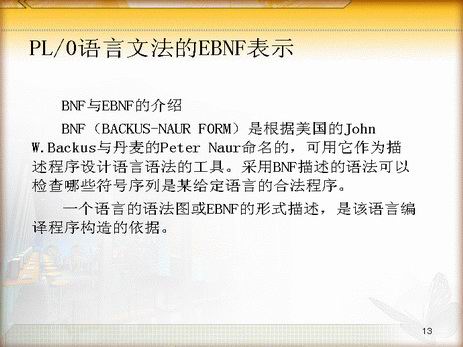 PL/0语言文法的EBNF表示
BNF与EBNF的介绍
BNF（BACKUS-NAUR FORM）是根据美国的John
W.Backus与丹麦的Peter Naur命名的，可用它作为描
述程序设计语言语法的工具。采用BNF描述的语法可以
检查哪些符号序列是某给定语言的合法程序。
一个语言的语法图或EBNF的形式描述，是该语言编
译程序构造的依据。
13